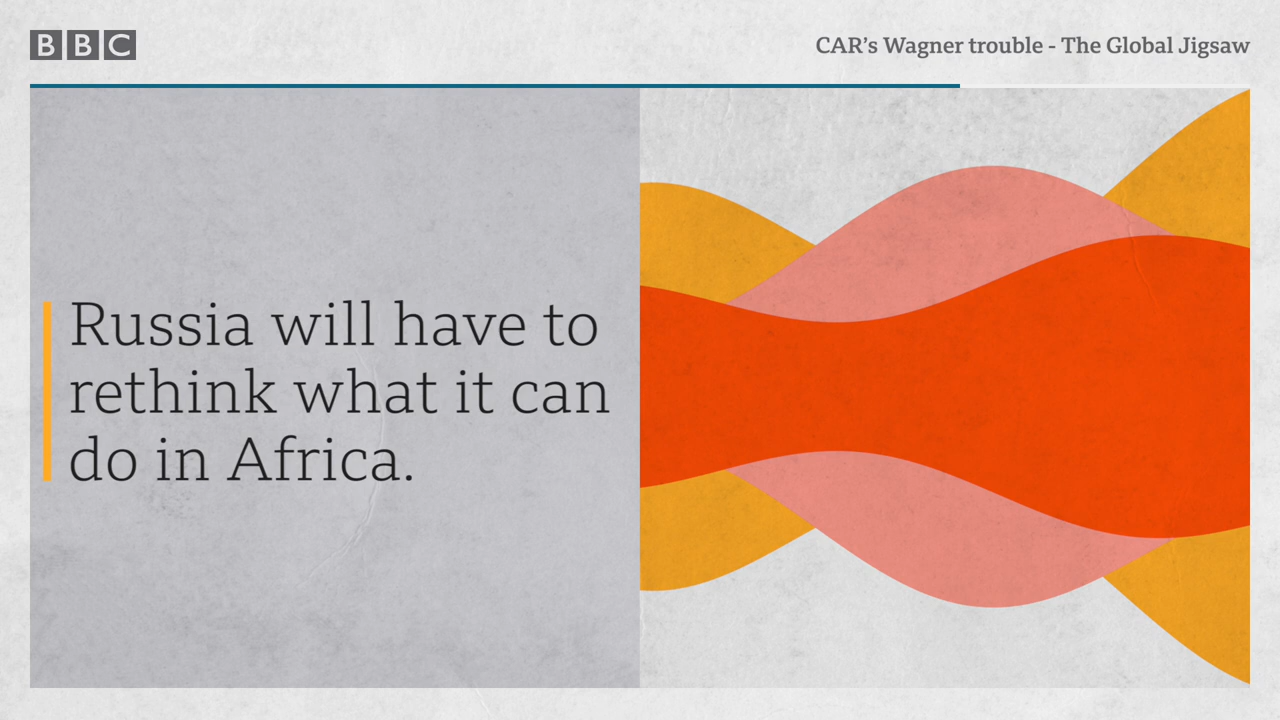 BBC
CAR's Wagner trouble - The Global Jigsaw
Russia will have to
rethink what it can
do in Africa.